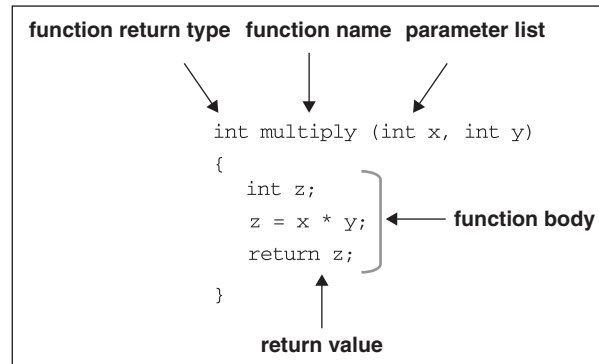 function return type function name parameter list
int multiply (int x, int y)
{
int z;
z = x * y;
function body
return z;
}
return value